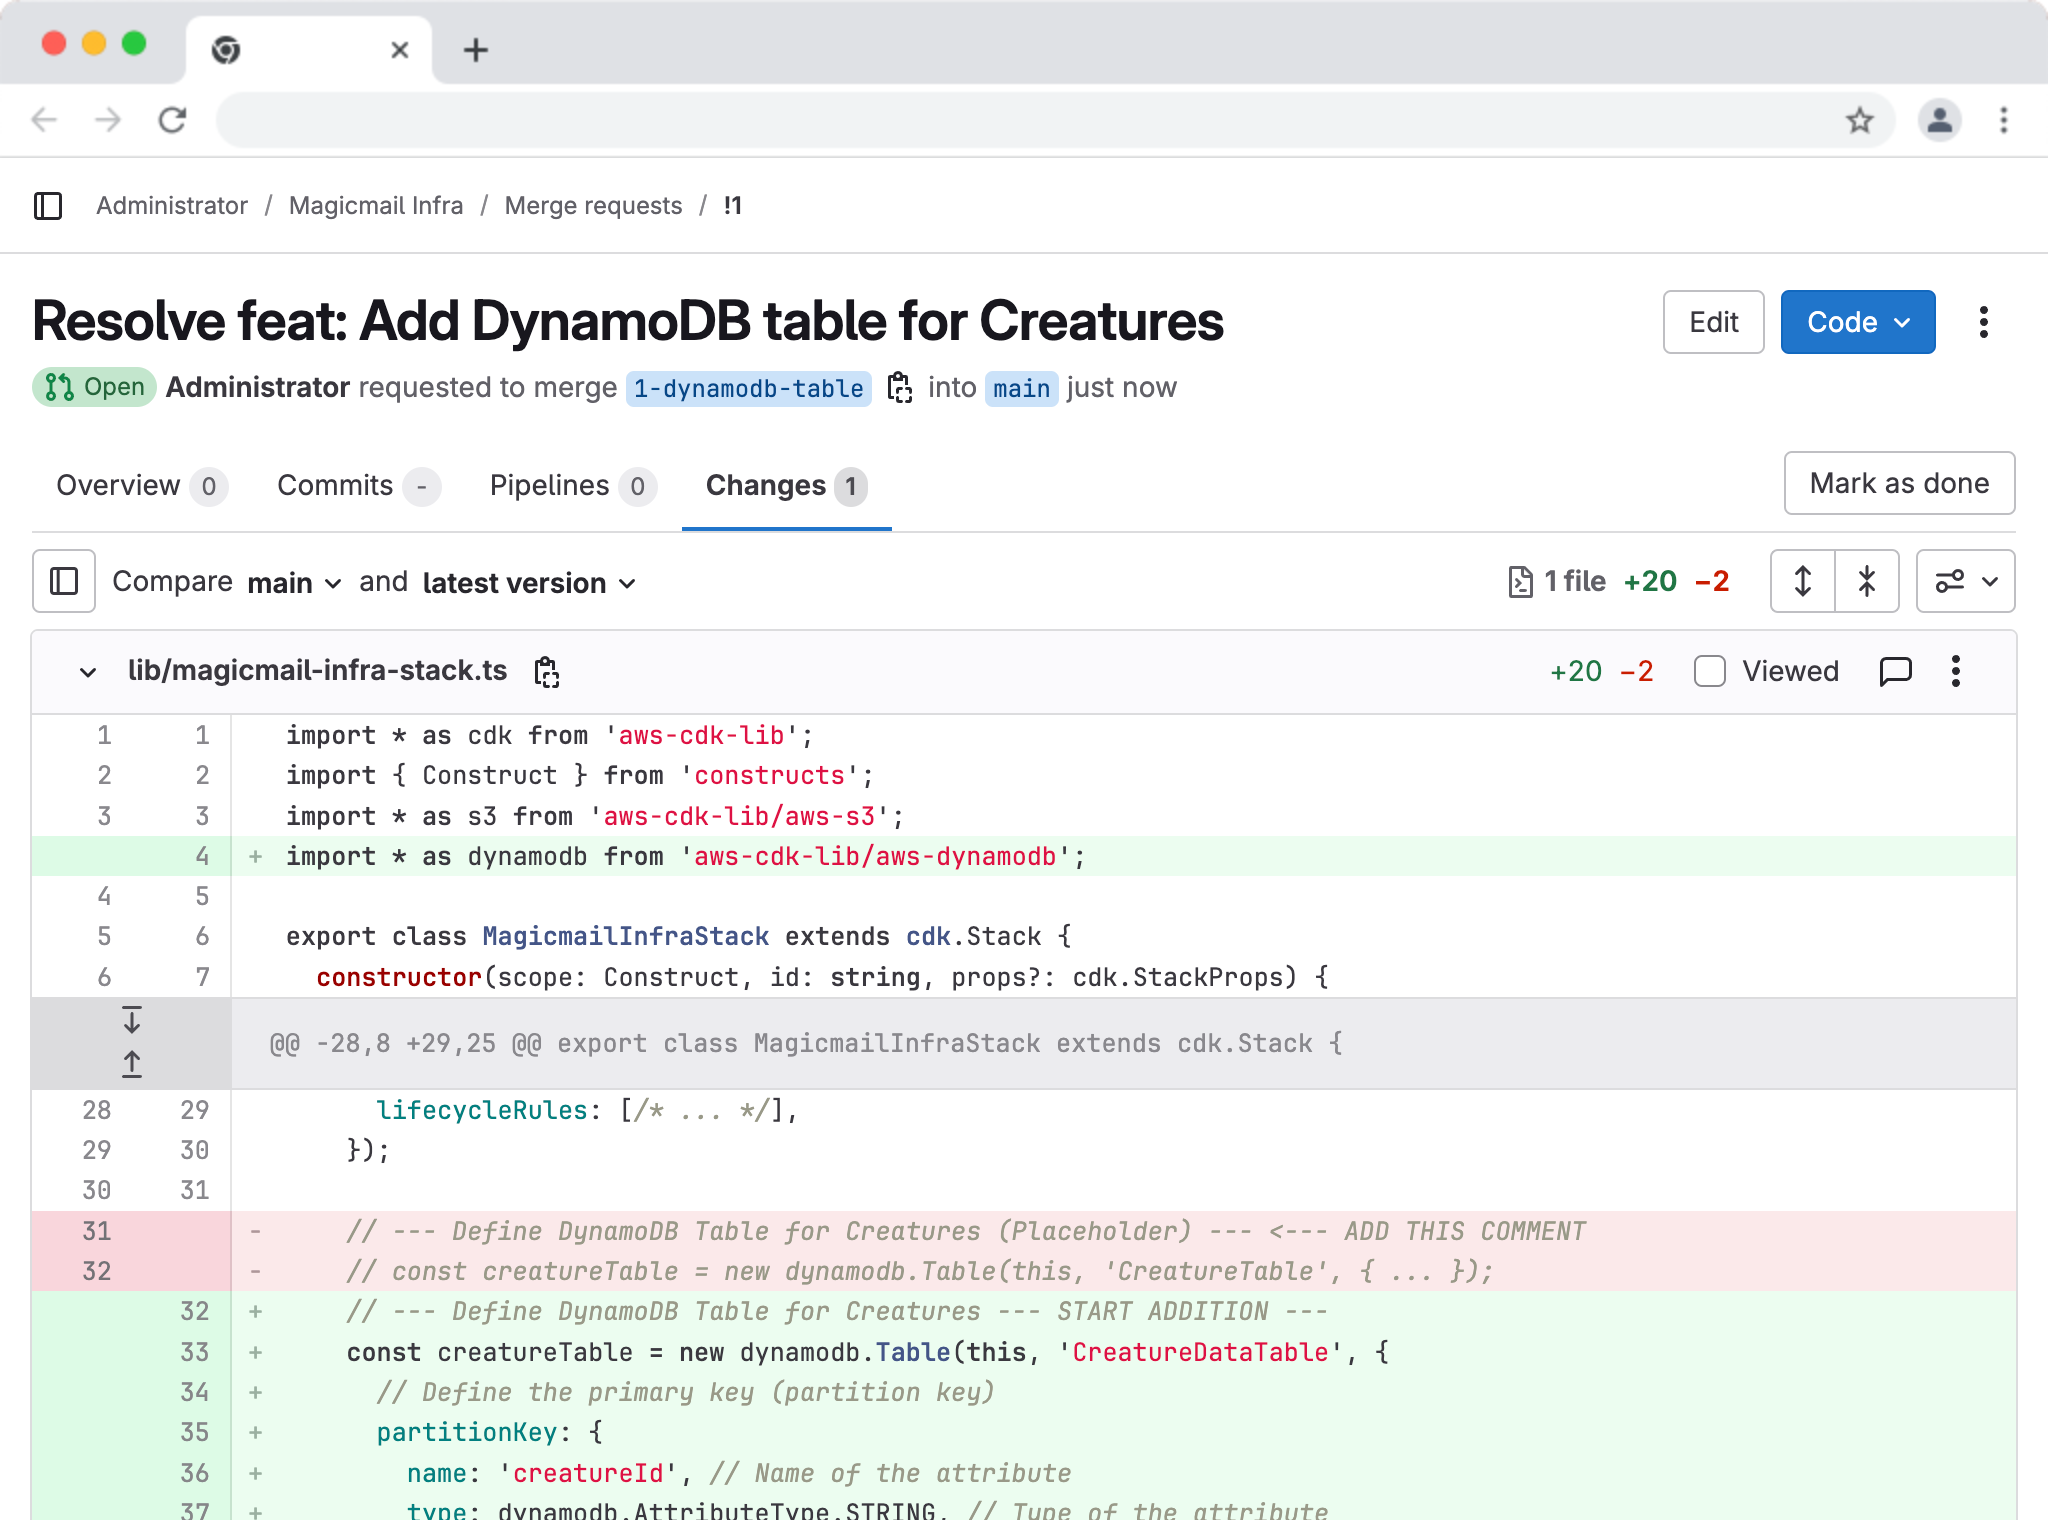 Administrator / Magicmail Infra / Merge requests / !1
Resolve feat: Add DynamoDB table for Creatures
Edit
Code
Open Administrator requested to merge 1-dynamodb-table into main just now
Overview 0
Commits -
Pipelines 0
Changes 1
Mark as done
Compare main and latest version
1 file +20 −2
lib/magicmail-infra-stack.ts
+20 −2
Viewed
1 1 import * as cdk from 'aws-cdk-lib';
2 2 import { Construct } from 'constructs';
3 3 import * as s3 from 'aws-cdk-lib/aws-s3';
4 + import * as dynamodb from 'aws-cdk-lib/aws-dynamodb';
4 5
5 6 export class MagicmailInfraStack extends cdk.Stack {
6 7 constructor(scope: Construct, id: string, props?: cdk.StackProps) {
@@ -28,8 +29,25 @@ export class MagicmailInfraStack extends cdk.Stack {
28 29 lifecycleRules: [/* ... */],
29 30 });
30 31
31 - // --- Define DynamoDB Table for Creatures (Placeholder) --- <--- ADD THIS COMMENT
32 - // const creatureTable = new dynamodb.Table(this, 'CreatureTable', { ... });
32 + // --- Define DynamoDB Table for Creatures --- START ADDITION ---
33 + const creatureTable = new dynamodb.Table(this, 'CreatureDataTable', {
34 + // Define the primary key (partition key)
35 + partitionKey: {
36 + name: 'creatureId', // Name of the attribute
37 + type: dynamodb.AttributeType.STRING, // Type of the attribute